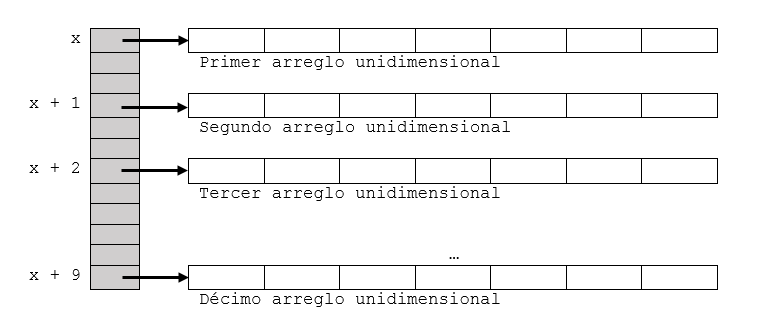 x
Primer arreglo unidimensional
x + 1
Segundo arreglo unidimensional
x + 2
Tercer arreglo unidimensional
…
x + 9
Décimo arreglo unidimensional